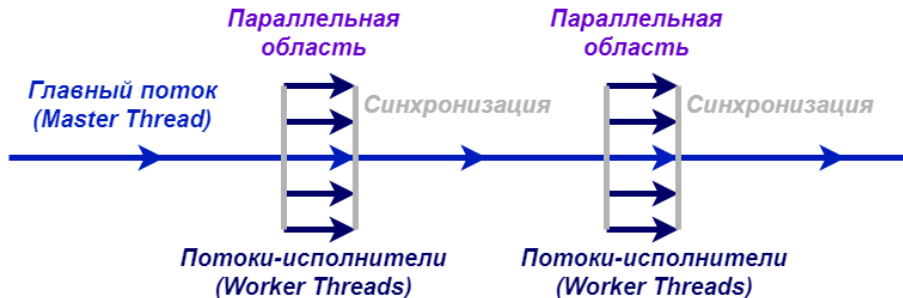 Параллельная
область
Параллельная
область
Главный поток
(Master Thread)
Синхронизация
Синхронизация
Потоки-исполнители
(Worker Threads)
Потоки-исполнители
(Worker Threads)